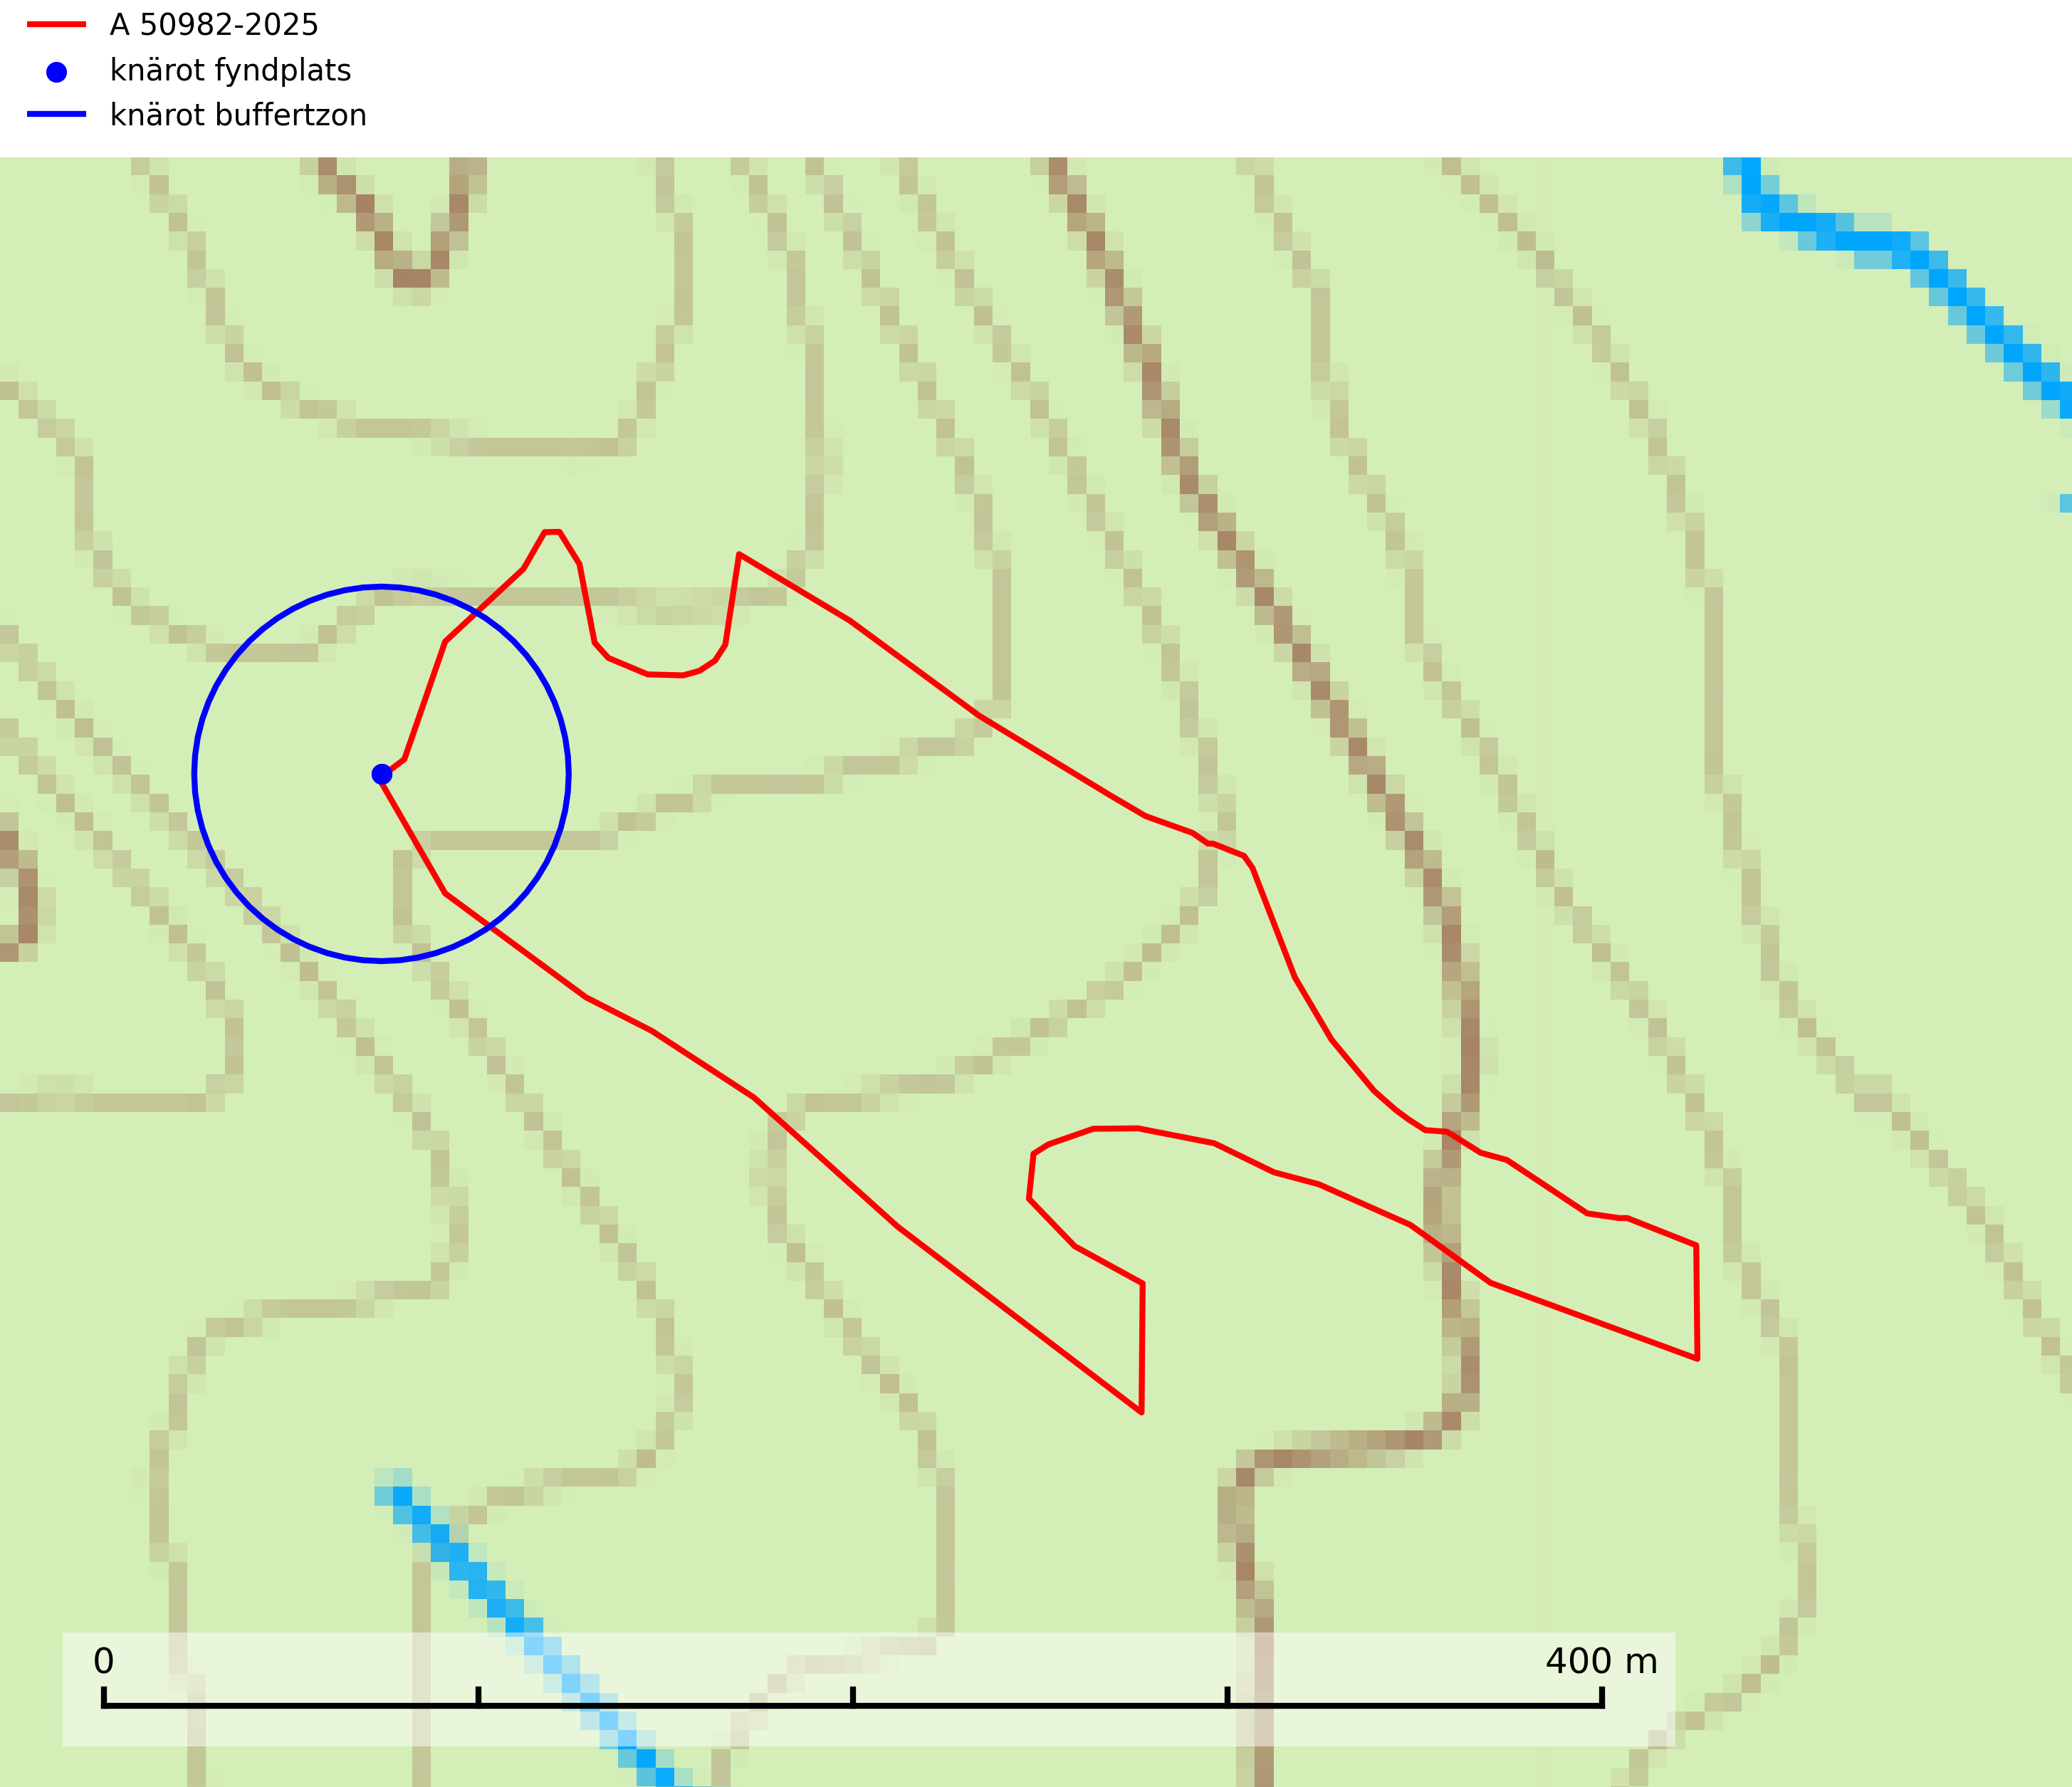 A 50982-2025
knärot fyndplats
knärot buffertzon
0
400 m